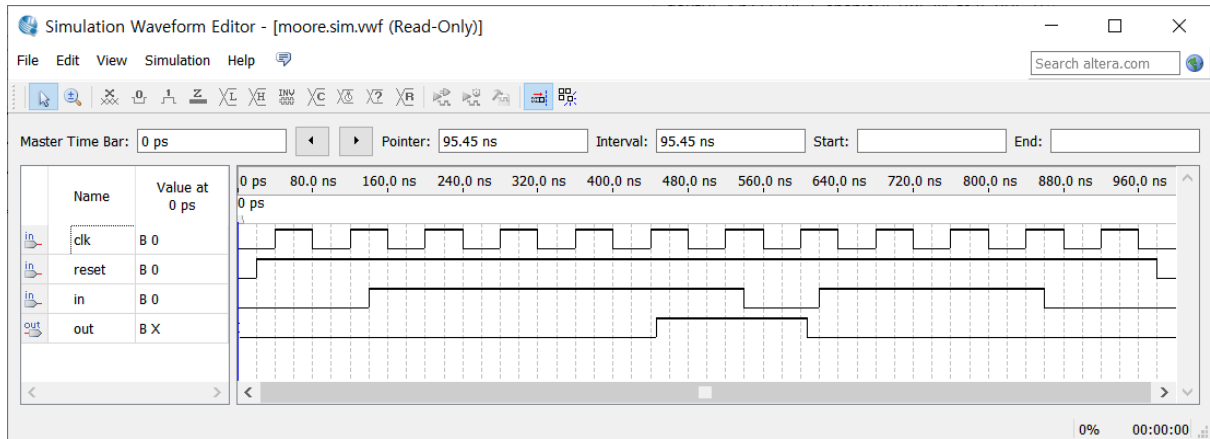 Simulation Waveform Editor - [moore.sim.vwf (Read-Only)]
File Edit View Simulation Help
Search altera.com
Master Time Bar: 0 ps Pointer: 95.45 ns Interval: 95.45 ns Start: End:
Name Value at 0 ps
0 ps 80.0 ns 160.0 ns 240.0 ns 320.0 ns 400.0 ns 480.0 ns 560.0 ns 640.0 ns 720.0 ns 800.0 ns 880.0 ns 960.0 ns
0 ps
in clk B 0
in reset B 0
in in B 0
out out B X
0% 00:00:00